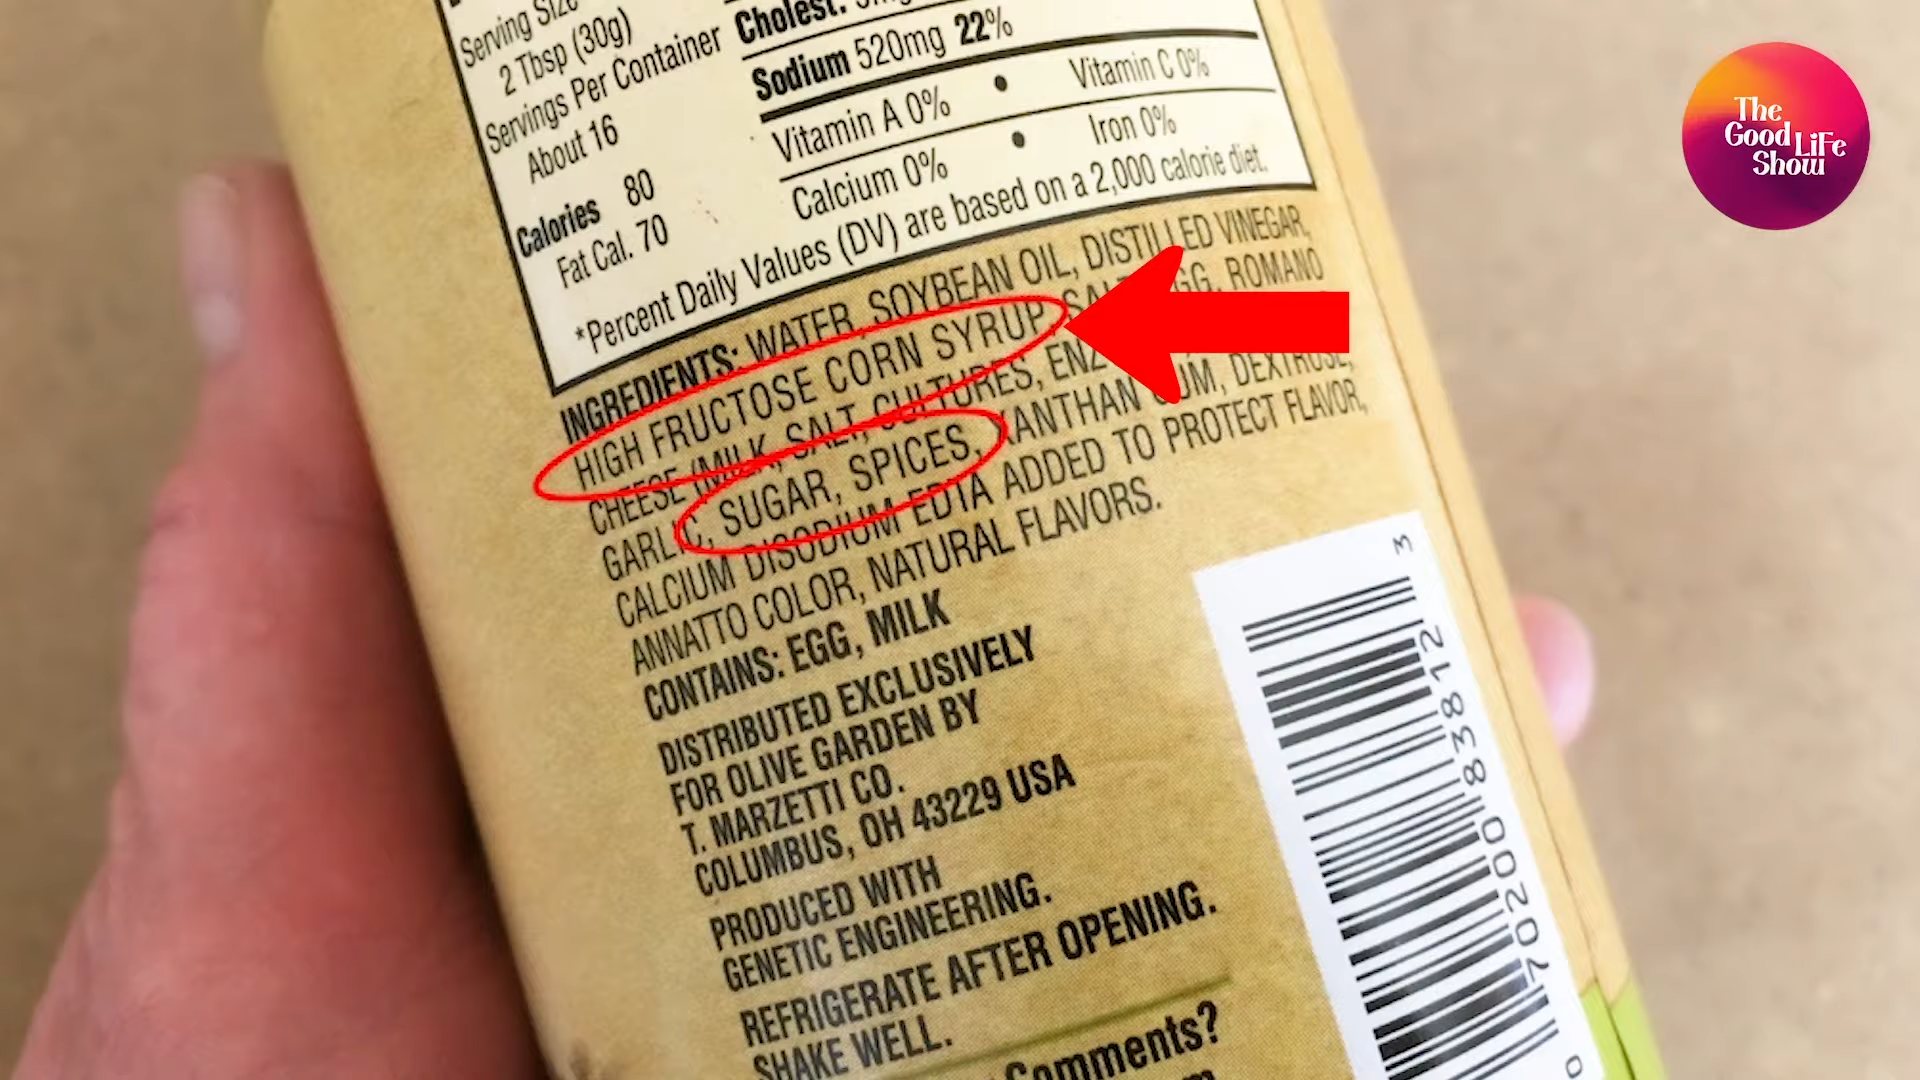 Serving Size
2 Tbsp (30g)
Servings Per Container
About 16
Calories 80
Fat Cal. 70
Cholest.
Sodium 520mg 22%
Vitamin A 0% • Vitamin C 0%
Calcium 0% • Iron 0%
*Percent Daily Values (DV) are based on a 2,000 calorie diet.
INGREDIENTS: WATER, SOYBEAN OIL, DISTILLED VINEGAR,
HIGH FRUCTOSE CORN SYRUP, ROMANO
CHEESE (MILK, SALT, CULTURES,
GARLIC, SUGAR, SPICES, XANTHAN GUM, DEXTROSE,
CALCIUM DISODIUM EDTA ADDED TO PROTECT FLAVOR,
ANNATTO COLOR, NATURAL FLAVORS.
CONTAINS: EGG, MILK
DISTRIBUTED EXCLUSIVELY
FOR OLIVE GARDEN BY
T. MARZETTI CO.
COLUMBUS, OH 43229 USA
PRODUCED WITH
GENETIC ENGINEERING.
REFRIGERATE AFTER OPENING.
SHAKE WELL.
Comments?
3
70200 83812
0
The
Good LiFe
Show